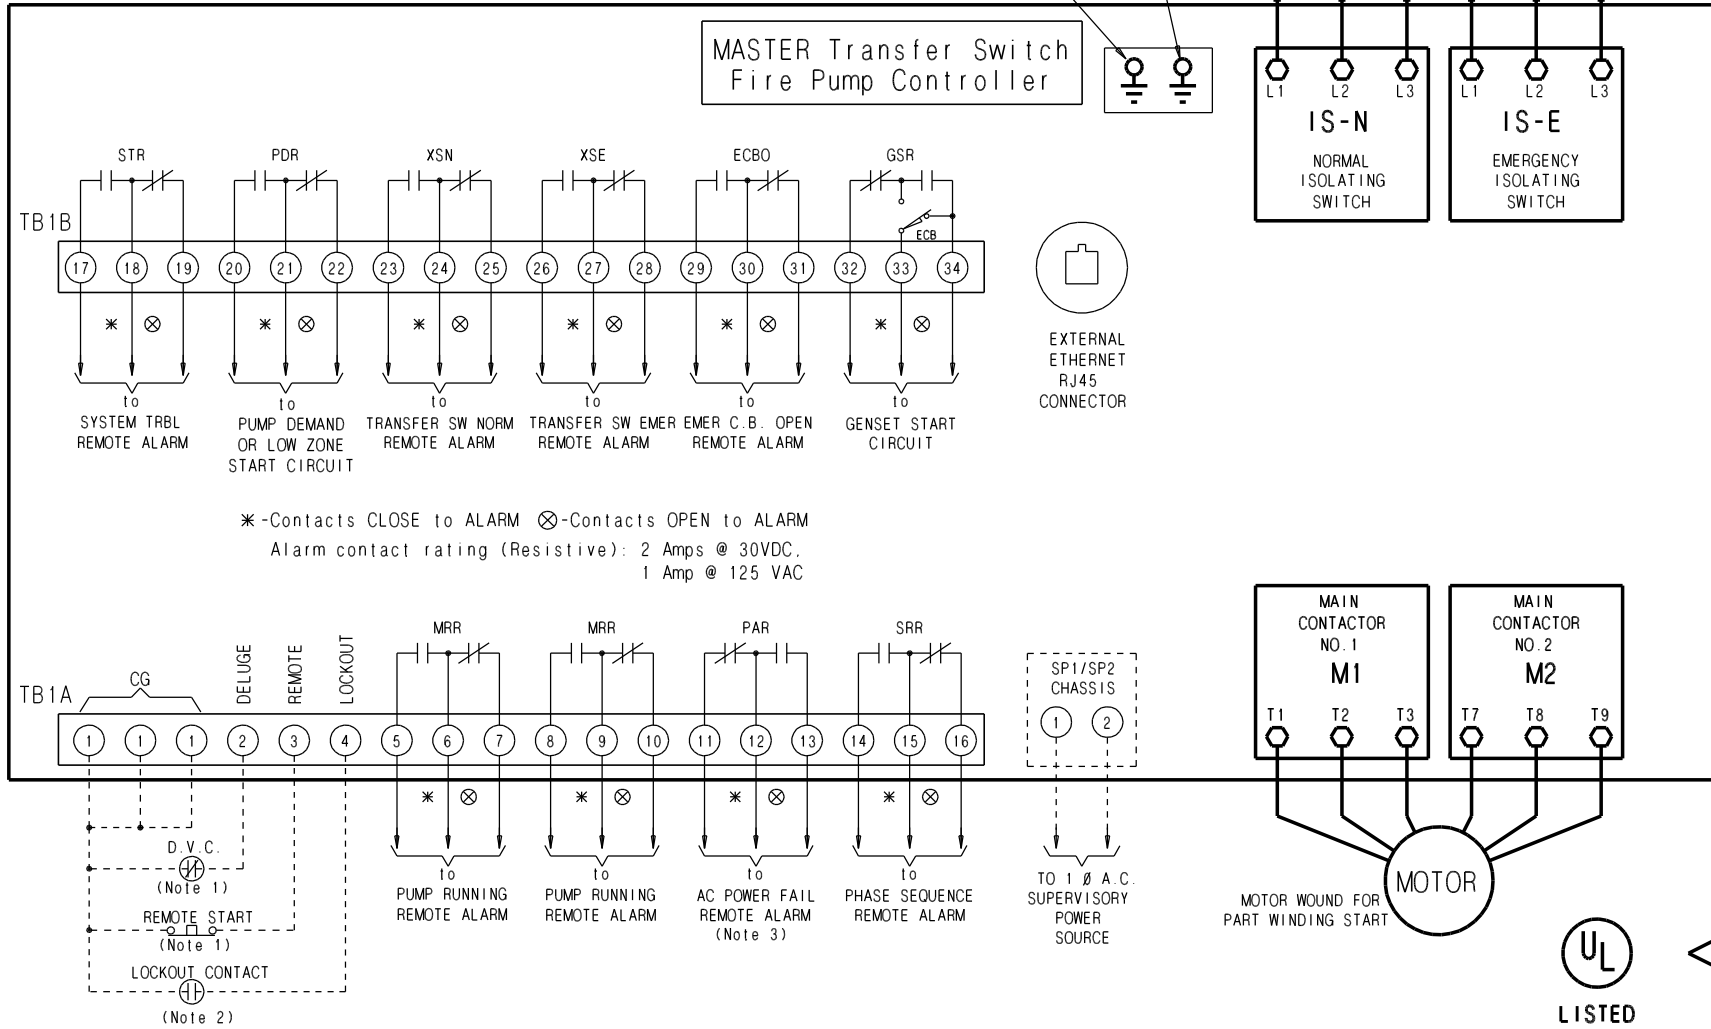 MASTER Transfer Switch
Fire Pump Controller
L1 L2 L3 L1 L2 L3
IS-N IS-E
NORMAL
ISOLATING
SWITCH
EMERGENCY
ISOLATING
SWITCH
STR PDR XSN XSE ECBO GSR
ECB
TB1B
17 18 19 20 21 22 23 24 25 26 27 28 29 30 31 32 33 34
to
SYSTEM TRBL
REMOTE ALARM
to
PUMP DEMAND
OR LOW ZONE
START CIRCUIT
to
TRANSFER SW NORM
REMOTE ALARM
to
TRANSFER SW EMER
REMOTE ALARM
to
EMER C.B. OPEN
REMOTE ALARM
to
GENSET START
CIRCUIT
EXTERNAL
ETHERNET
RJ45
CONNECTOR
* -Contacts CLOSE to ALARM ⊗-Contacts OPEN to ALARM
Alarm contact rating (Resistive): 2 Amps @ 30VDC,
1 Amp @ 125 VAC
CG
DELUGE
REMOTE
LOCKOUT
MRR MRR PAR SRR
TB1A
1 1 1 2 3 4 5 6 7 8 9 10 11 12 13 14 15 16
SP1/SP2
CHASSIS
1 2
MAIN
CONTACTOR
NO.1
M1
T1 T2 T3
MAIN
CONTACTOR
NO.2
M2
T7 T8 T9
D.V.C.
(Note 1)
REMOTE START
(Note 1)
LOCKOUT CONTACT
(Note 2)
to
PUMP RUNNING
REMOTE ALARM
to
PUMP RUNNING
REMOTE ALARM
to
AC POWER FAIL
REMOTE ALARM
(Note 3)
to
PHASE SEQUENCE
REMOTE ALARM
TO 1 Ø A.C.
SUPERVISORY
POWER
SOURCE
MOTOR
MOTOR WOUND FOR
PART WINDING START
UL
LISTED